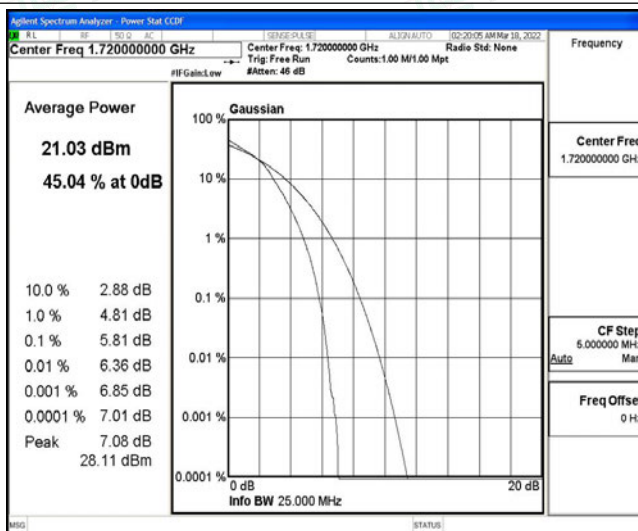 Agilent Spectrum Analyzer - Power Stat CCDF
RL RF 50 Ω AC SENSE:PULSE ALIGN AUTO 02:20:05 AM Mar 18, 2022
Center Freq 1.720000000 GHz
Center Freq: 1.720000000 GHz Radio Std: None
Trig: Free Run Counts:1.00 M/1.00 Mpt
#IFGain:Low #Atten: 46 dB
Frequency
Average Power
21.03 dBm
45.04 % at 0dB
10.0 % 2.88 dB
1.0 % 4.81 dB
0.1 % 5.81 dB
0.01 % 6.36 dB
0.001 % 6.85 dB
0.0001 % 7.01 dB
Peak 7.08 dB
28.11 dBm
Gaussian
100 %
10 %
1 %
0.1 %
0.01 %
0.001 %
0.0001 %
0 dB 20 dB
Info BW 25.000 MHz
Center Freq
1.720000000 GHz
CF Step
5.000000 MHz
Auto Man
Freq Offset
0 Hz
MSG STATUS